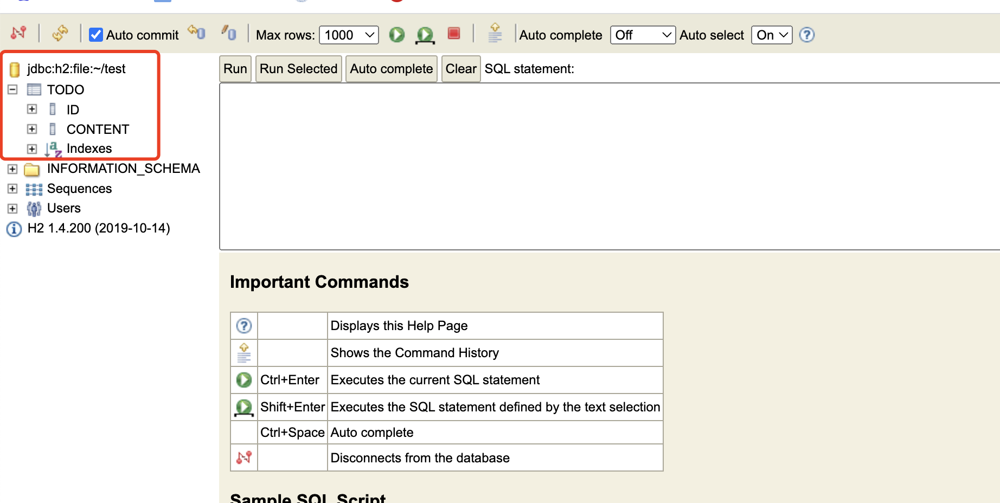 Auto commit Max rows: 1000 Auto complete Off Auto select On
jdbc:h2:file:~/test
TODO
ID
CONTENT
Indexes
INFORMATION_SCHEMA
Sequences
Users
H2 1.4.200 (2019-10-14)
Run Run Selected Auto complete Clear SQL statement:
Important Commands
Displays this Help Page
Shows the Command History
Ctrl+Enter Executes the current SQL statement
Shift+Enter Executes the SQL statement defined by the text selection
Ctrl+Space Auto complete
Disconnects from the database
Sample SQL Script